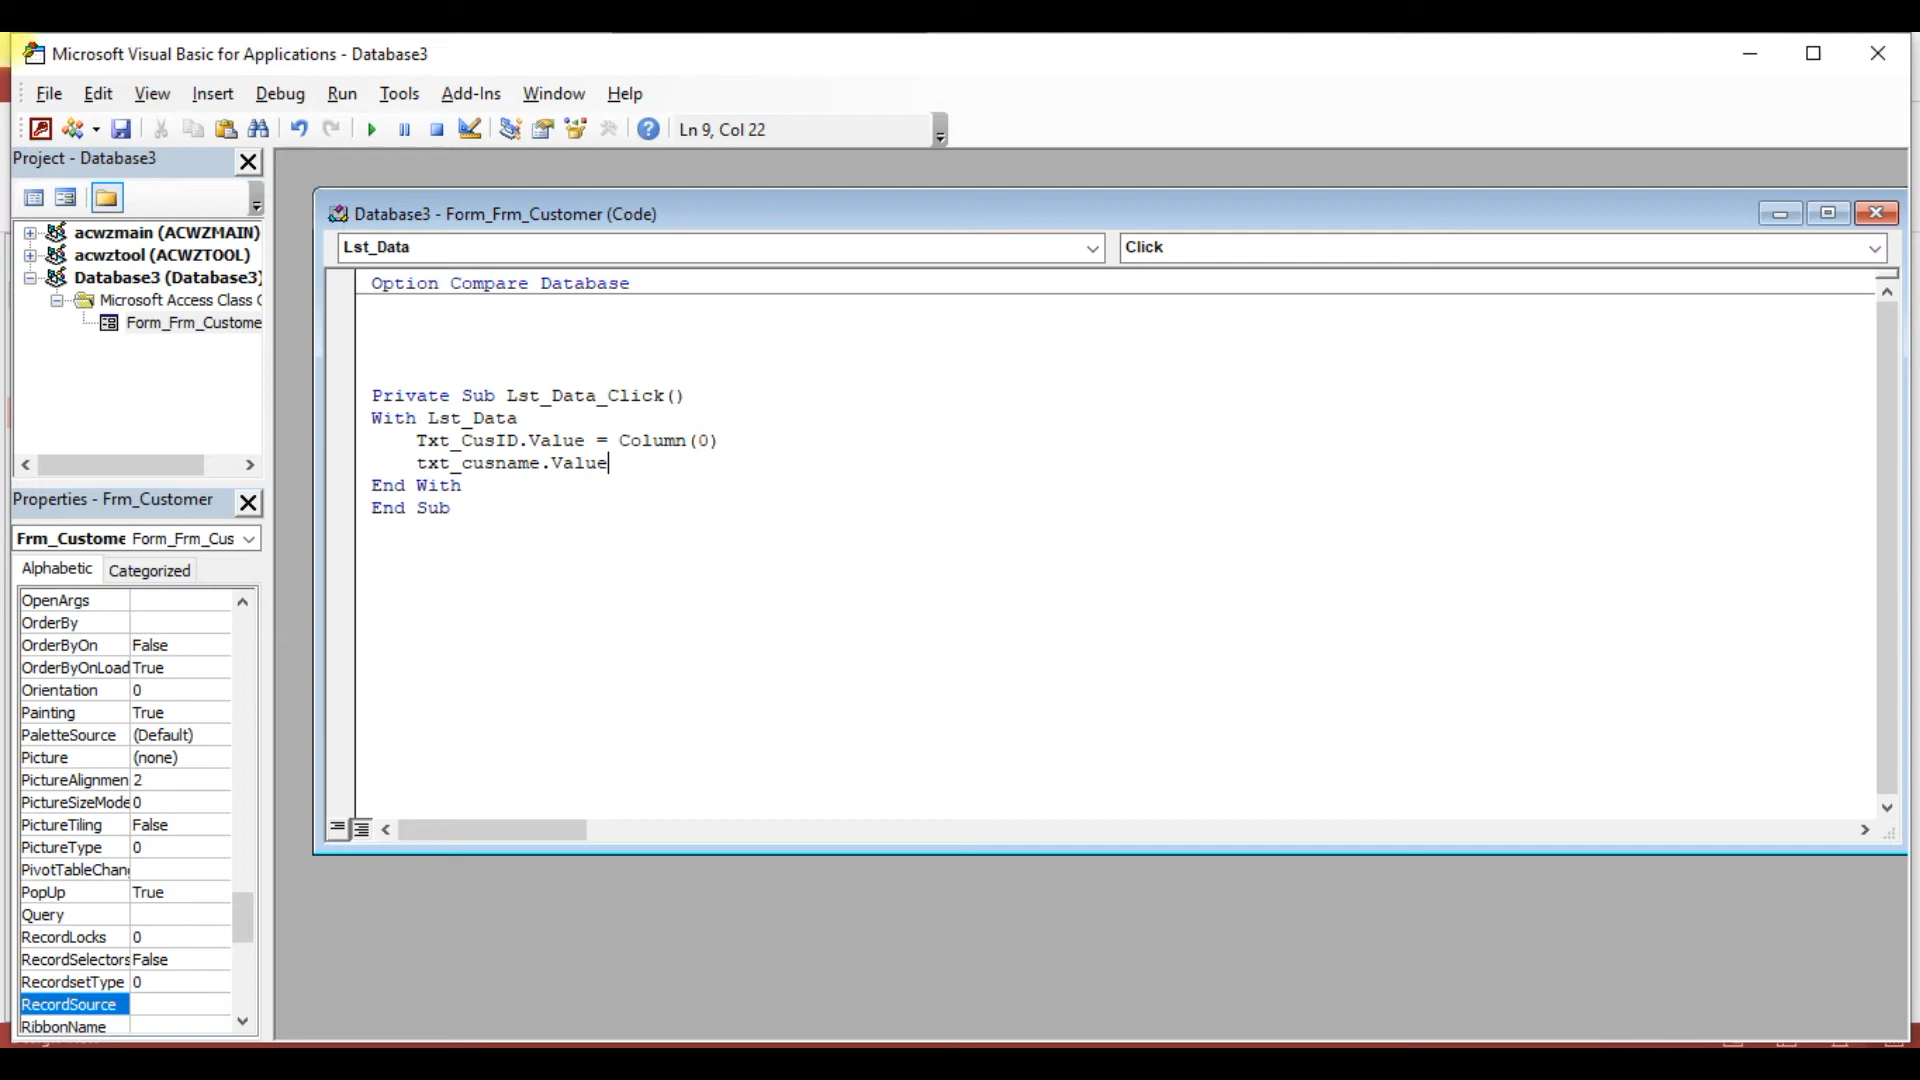 Microsoft Visual Basic for Applications - Database3
File Edit View Insert Debug Run Tools Add-Ins Window Help
Ln 9, Col 22
Project - Database3
acwzmain (ACWZMAIN)
acwztool (ACWZTOOL)
Database3 (Database3)
Microsoft Access Class
Form_Frm_Custome
Properties - Frm_Customer
Frm_Custome Form_Frm_Cus
Alphabetic Categorized
OpenArgs
OrderBy
OrderByOn False
OrderByOnLoad True
Orientation 0
Painting True
PaletteSource (Default)
Picture (none)
PictureAlignmen 2
PictureSizeMode 0
PictureTiling False
PictureType 0
PivotTableChang
PopUp True
Query
RecordLocks 0
RecordSelectors False
RecordsetType 0
RecordSource
RibbonName
Database3 - Form_Frm_Customer (Code)
Lst_Data Click
Option Compare Database
Private Sub Lst_Data_Click()
With Lst_Data
Txt_CusID.Value = Column(0)
txt_cusname.Value
End With
End Sub